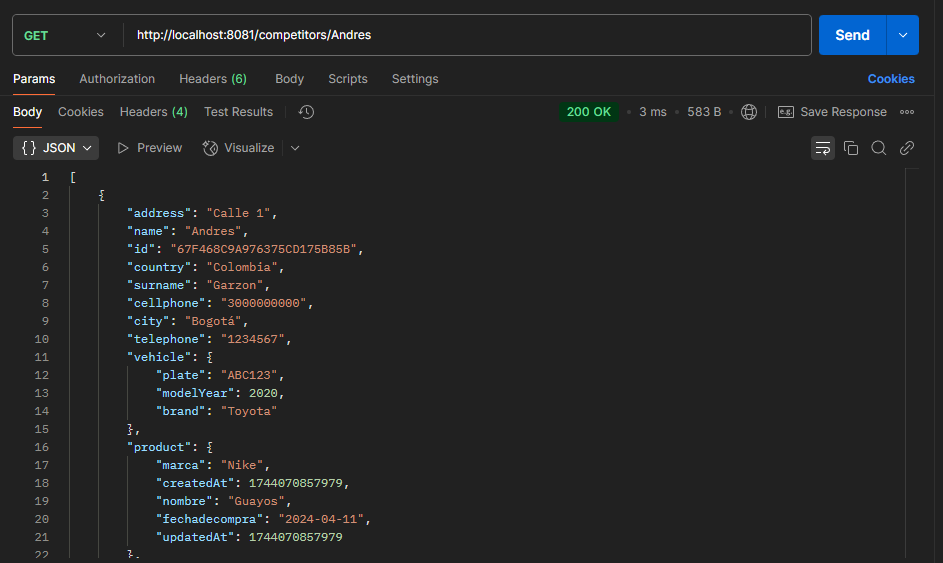 GET http://localhost:8081/competitors/Andres Send
Params Authorization Headers (6) Body Scripts Settings Cookies
Body Cookies Headers (4) Test Results 200 OK • 3 ms • 583 B • e.g. Save Response
{ } JSON Preview Visualize
1 [
2 {
3 "address": "Calle 1",
4 "name": "Andres",
5 "id": "67F468C9A976375CD175B85B",
6 "country": "Colombia",
7 "surname": "Garzon",
8 "cellphone": "3000000000",
9 "city": "Bogotá",
10 "telephone": "1234567",
11 "vehicle": {
12 "plate": "ABC123",
13 "modelYear": 2020,
14 "brand": "Toyota"
15 },
16 "product": {
17 "marca": "Nike",
18 "createdAt": 1744070857979,
19 "nombre": "Guayos",
20 "fechadecompra": "2024-04-11",
21 "updatedAt": 1744070857979
22 },